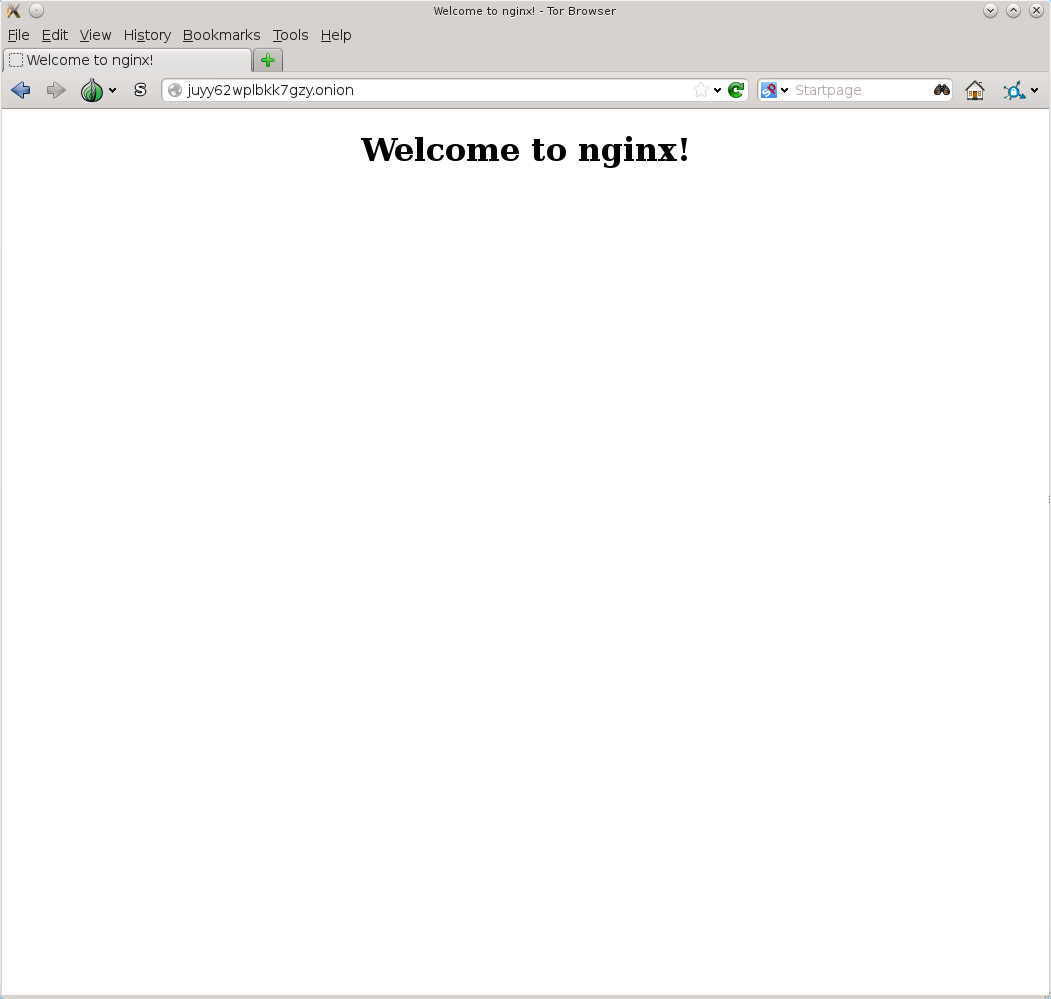 Welcome to nginx! - Tor Browser
File Edit View History Bookmarks Tools Help
Welcome to nginx!
S juyy62wplbkk7gzy.onion Startpage
Welcome to nginx!